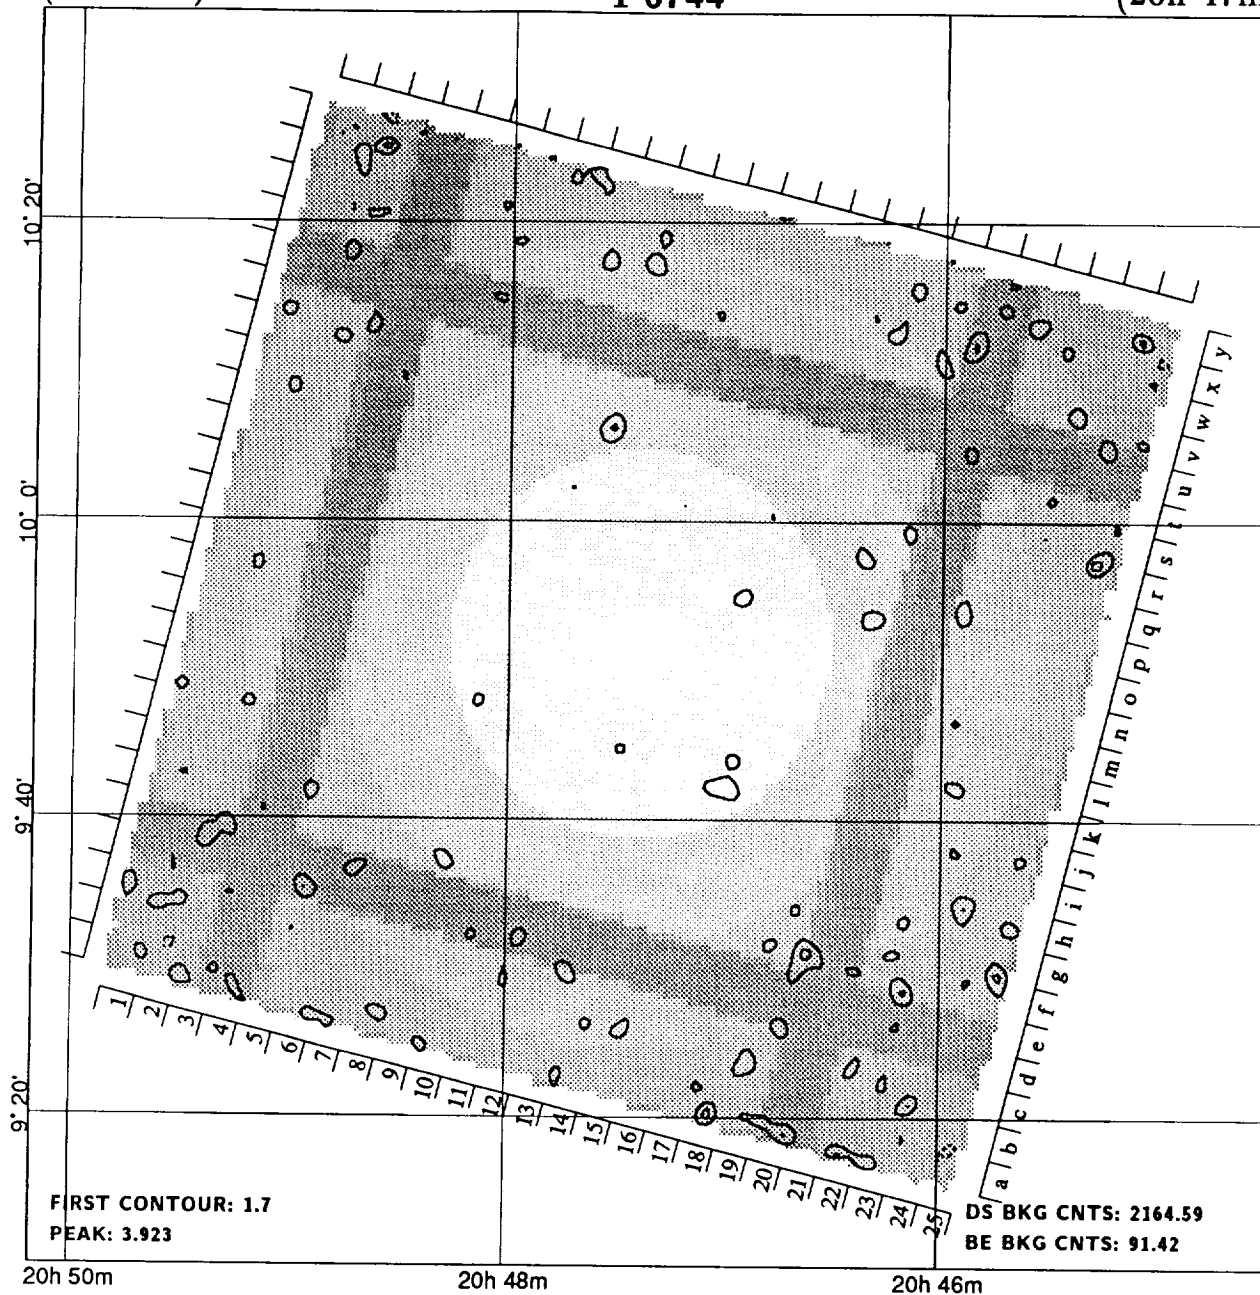 10° 20'
10° 0'
9° 40'
9° 20'
y
x
w
v
u
t
s
r
q
p
o
n
m
l
k
j
i
h
g
f
e
d
c
b
a
1 2 3 4 5 6 7 8 9 10 11 12 13 14 15 16 17 18 19 20 21 22 23 24 25
FIRST CONTOUR: 1.7
PEAK: 3.923
DS BKG CNTS: 2164.59
BE BKG CNTS: 91.42
20h 50m 20h 48m 20h 46m